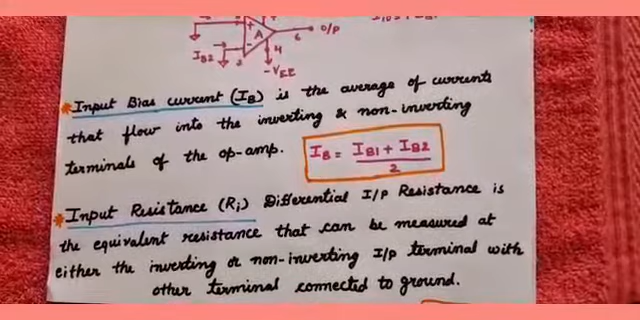 + A 6 O/P
IB2 - 4
-VEE
* Input Bias current (IB) is the average of currents
that flow into the inverting & non-inverting
terminals of the op-amp. IB = IB1 + IB2 / 2
* Input Resistance (Ri) Differential I/P Resistance is
the equivalent resistance that can be measured at
either the inverting or non-inverting I/P terminal with
other terminal connected to ground.